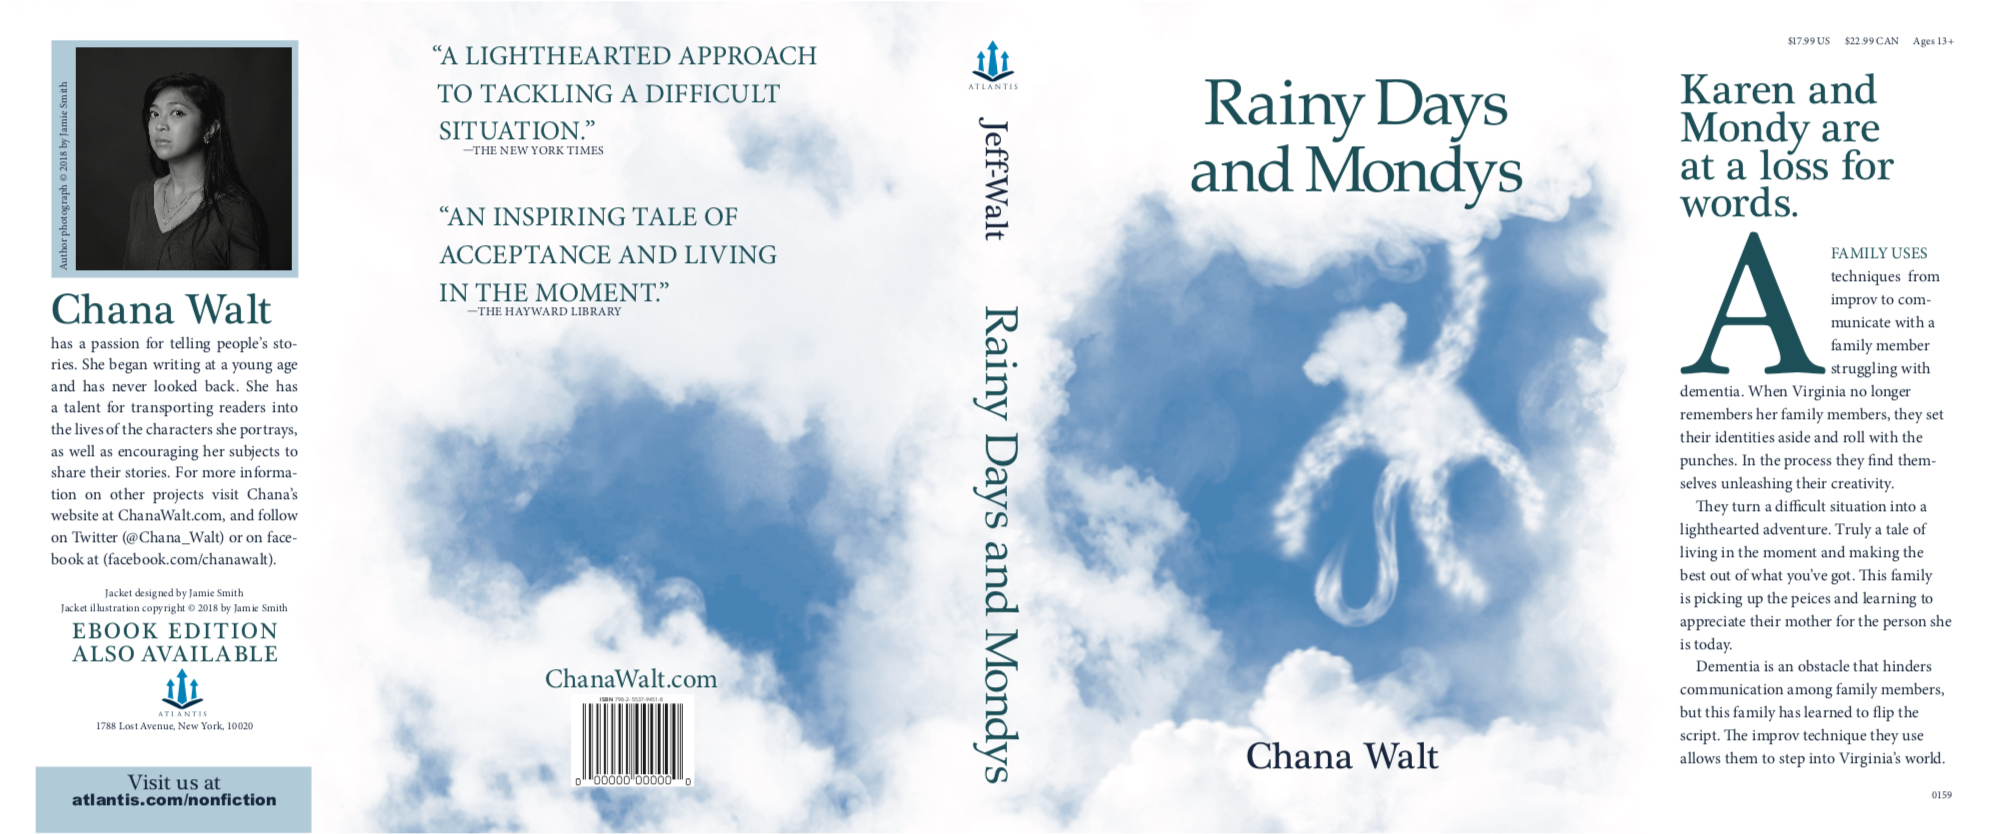 Author photograph © 2018 by Jamie Smith
Chana Walt
has a passion for telling people's sto-
ries. She began writing at a young age
and has never looked back. She has
a talent for transporting readers into
the lives of the characters she portrays,
as well as encouraging her subjects to
share their stories. For more informa-
tion on other projects visit Chana's
website at ChanaWalt.com, and follow
on Twitter (@Chana_Walt) or on face-
book at (facebook.com/chanawalt).
Jacket designed by Jamie Smith
Jacket illustration copyright © 2018 by Jamie Smith
EBOOK EDITION
ALSO AVAILABLE
ATLANTIS
1788 Lost Avenue, New York, 10020
Visit us at
atlantis.com/nonfiction
“A LIGHTHEARTED APPROACH
TO TACKLING A DIFFICULT
SITUATION.”
—THE NEW YORK TIMES
“AN INSPIRING TALE OF
ACCEPTANCE AND LIVING
IN THE MOMENT.”
—THE HAYWARD LIBRARY
ChanaWalt.com
ISBN
0 00000 00000 0
ATLANTIS
Jeff-Walt
Rainy Days and Mondys
Rainy Days
and Mondys
Chana Walt
$17.99 US $22.99 CAN Ages 13+
Karen and
Mondy are
at a loss for
words.
A FAMILY USES
techniques from
improv to com-
municate with a
family member
struggling with
dementia. When Virginia no longer
remembers her family members, they set
their identities aside and roll with the
punches. In the process they find them-
selves unleashing their creativity.
They turn a difficult situation into a
lighthearted adventure. Truly a tale of
living in the moment and making the
best out of what you've got. This family
is picking up the peices and learning to
appreciate their mother for the person she
is today.
Dementia is an obstacle that hinders
communication among family members,
but this family has learned to flip the
script. The improv technique they use
allows them to step into Virginia's world.
0159